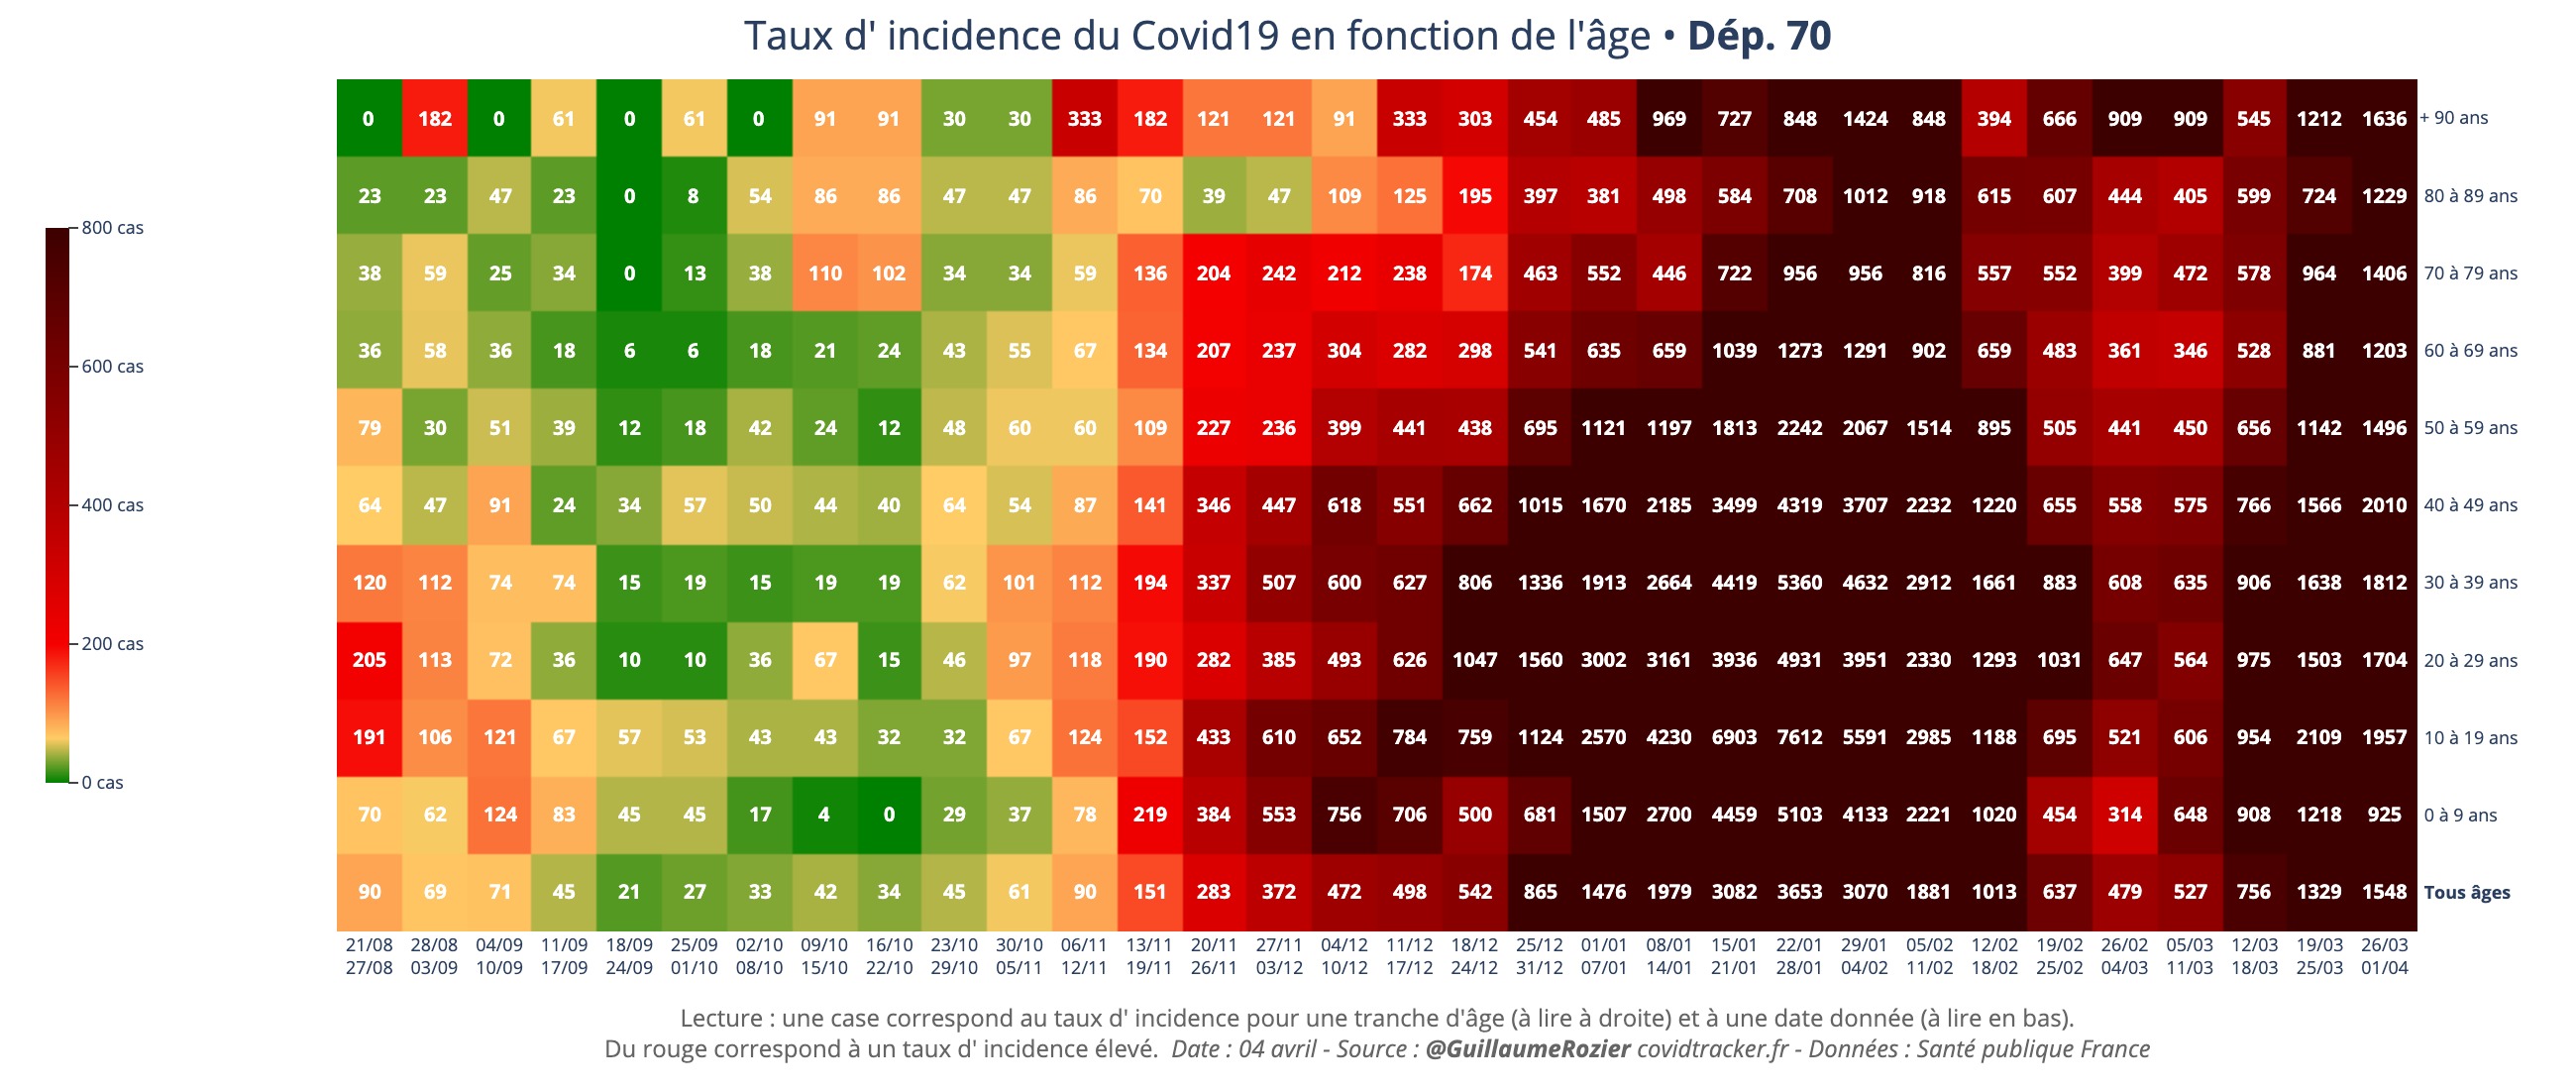 Taux d' incidence du Covid19 en fonction de l'âge • Dép. 70
800 cas
600 cas
400 cas
200 cas
0 cas
0 182 0 61 0 61 0 91 91 30 30 333 182 121 121 91 333 303 454 485 969 727 848 1424 848 394 666 909 909 545 1212 1636 + 90 ans
23 23 47 23 0 8 54 86 86 47 47 86 70 39 47 109 125 195 397 381 498 584 708 1012 918 615 607 444 405 599 724 1229 80 à 89 ans
38 59 25 34 0 13 38 110 102 34 34 59 136 204 242 212 238 174 463 552 446 722 956 956 816 557 552 399 472 578 964 1406 70 à 79 ans
36 58 36 18 6 6 18 21 24 43 55 67 134 207 237 304 282 298 541 635 659 1039 1273 1291 902 659 483 361 346 528 881 1203 60 à 69 ans
79 30 51 39 12 18 42 24 12 48 60 60 109 227 236 399 441 438 695 1121 1197 1813 2242 2067 1514 895 505 441 450 656 1142 1496 50 à 59 ans
64 47 91 24 34 57 50 44 40 64 54 87 141 346 447 618 551 662 1015 1670 2185 3499 4319 3707 2232 1220 655 558 575 766 1566 2010 40 à 49 ans
120 112 74 74 15 19 15 19 19 62 101 112 194 337 507 600 627 806 1336 1913 2664 4419 5360 4632 2912 1661 883 608 635 906 1638 1812 30 à 39 ans
205 113 72 36 10 10 36 67 15 46 97 118 190 282 385 493 626 1047 1560 3002 3161 3936 4931 3951 2330 1293 1031 647 564 975 1503 1704 20 à 29 ans
191 106 121 67 57 53 43 43 32 32 67 124 152 433 610 652 784 759 1124 2570 4230 6903 7612 5591 2985 1188 695 521 606 954 2109 1957 10 à 19 ans
70 62 124 83 45 45 17 4 0 29 37 78 219 384 553 756 706 500 681 1507 2700 4459 5103 4133 2221 1020 454 314 648 908 1218 925 0 à 9 ans
90 69 71 45 21 27 33 42 34 45 61 90 151 283 372 472 498 542 865 1476 1979 3082 3653 3070 1881 1013 637 479 527 756 1329 1548 Tous âges
21/08 28/08 04/09 11/09 18/09 25/09 02/10 09/10 16/10 23/10 30/10 06/11 13/11 20/11 27/11 04/12 11/12 18/12 25/12 01/01 08/01 15/01 22/01 29/01 05/02 12/02 19/02 26/02 05/03 12/03 19/03 26/03
27/08 03/09 10/09 17/09 24/09 01/10 08/10 15/10 22/10 29/10 05/11 12/11 19/11 26/11 03/12 10/12 17/12 24/12 31/12 07/01 14/01 21/01 28/01 04/02 11/02 18/02 25/02 04/03 11/03 18/03 25/03 01/04
Lecture : une case correspond au taux d' incidence pour une tranche d'âge (à lire à droite) et à une date donnée (à lire en bas).
Du rouge correspond à un taux d' incidence élevé. Date : 04 avril - Source : @GuillaumeRozier covidtracker.fr - Données : Santé publique France